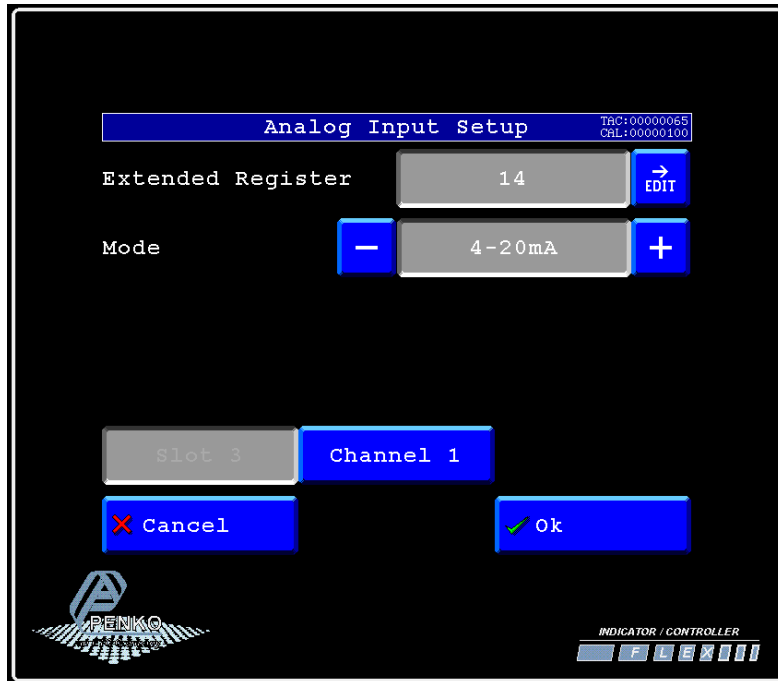 Analog Input Setup
TAC:00000065
CAL:00000100
Extended Register
14
→
EDIT
Mode
−
4-20mA
+
Slot 3
Channel 1
Cancel
Ok
PENKO
INDICATOR / CONTROLLER
FLEX